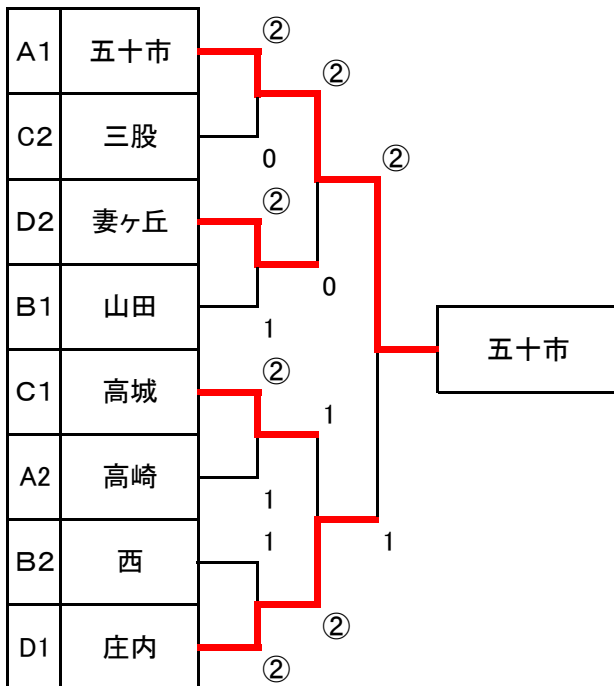 A1 五十市 ②
②
C2 三股 0
②
D2 妻ヶ丘 ②
0
B1 山田 1
五十市
C1 高城 ②
1
A2 高崎 1
B2 西 1
1
D1 庄内 ②
②